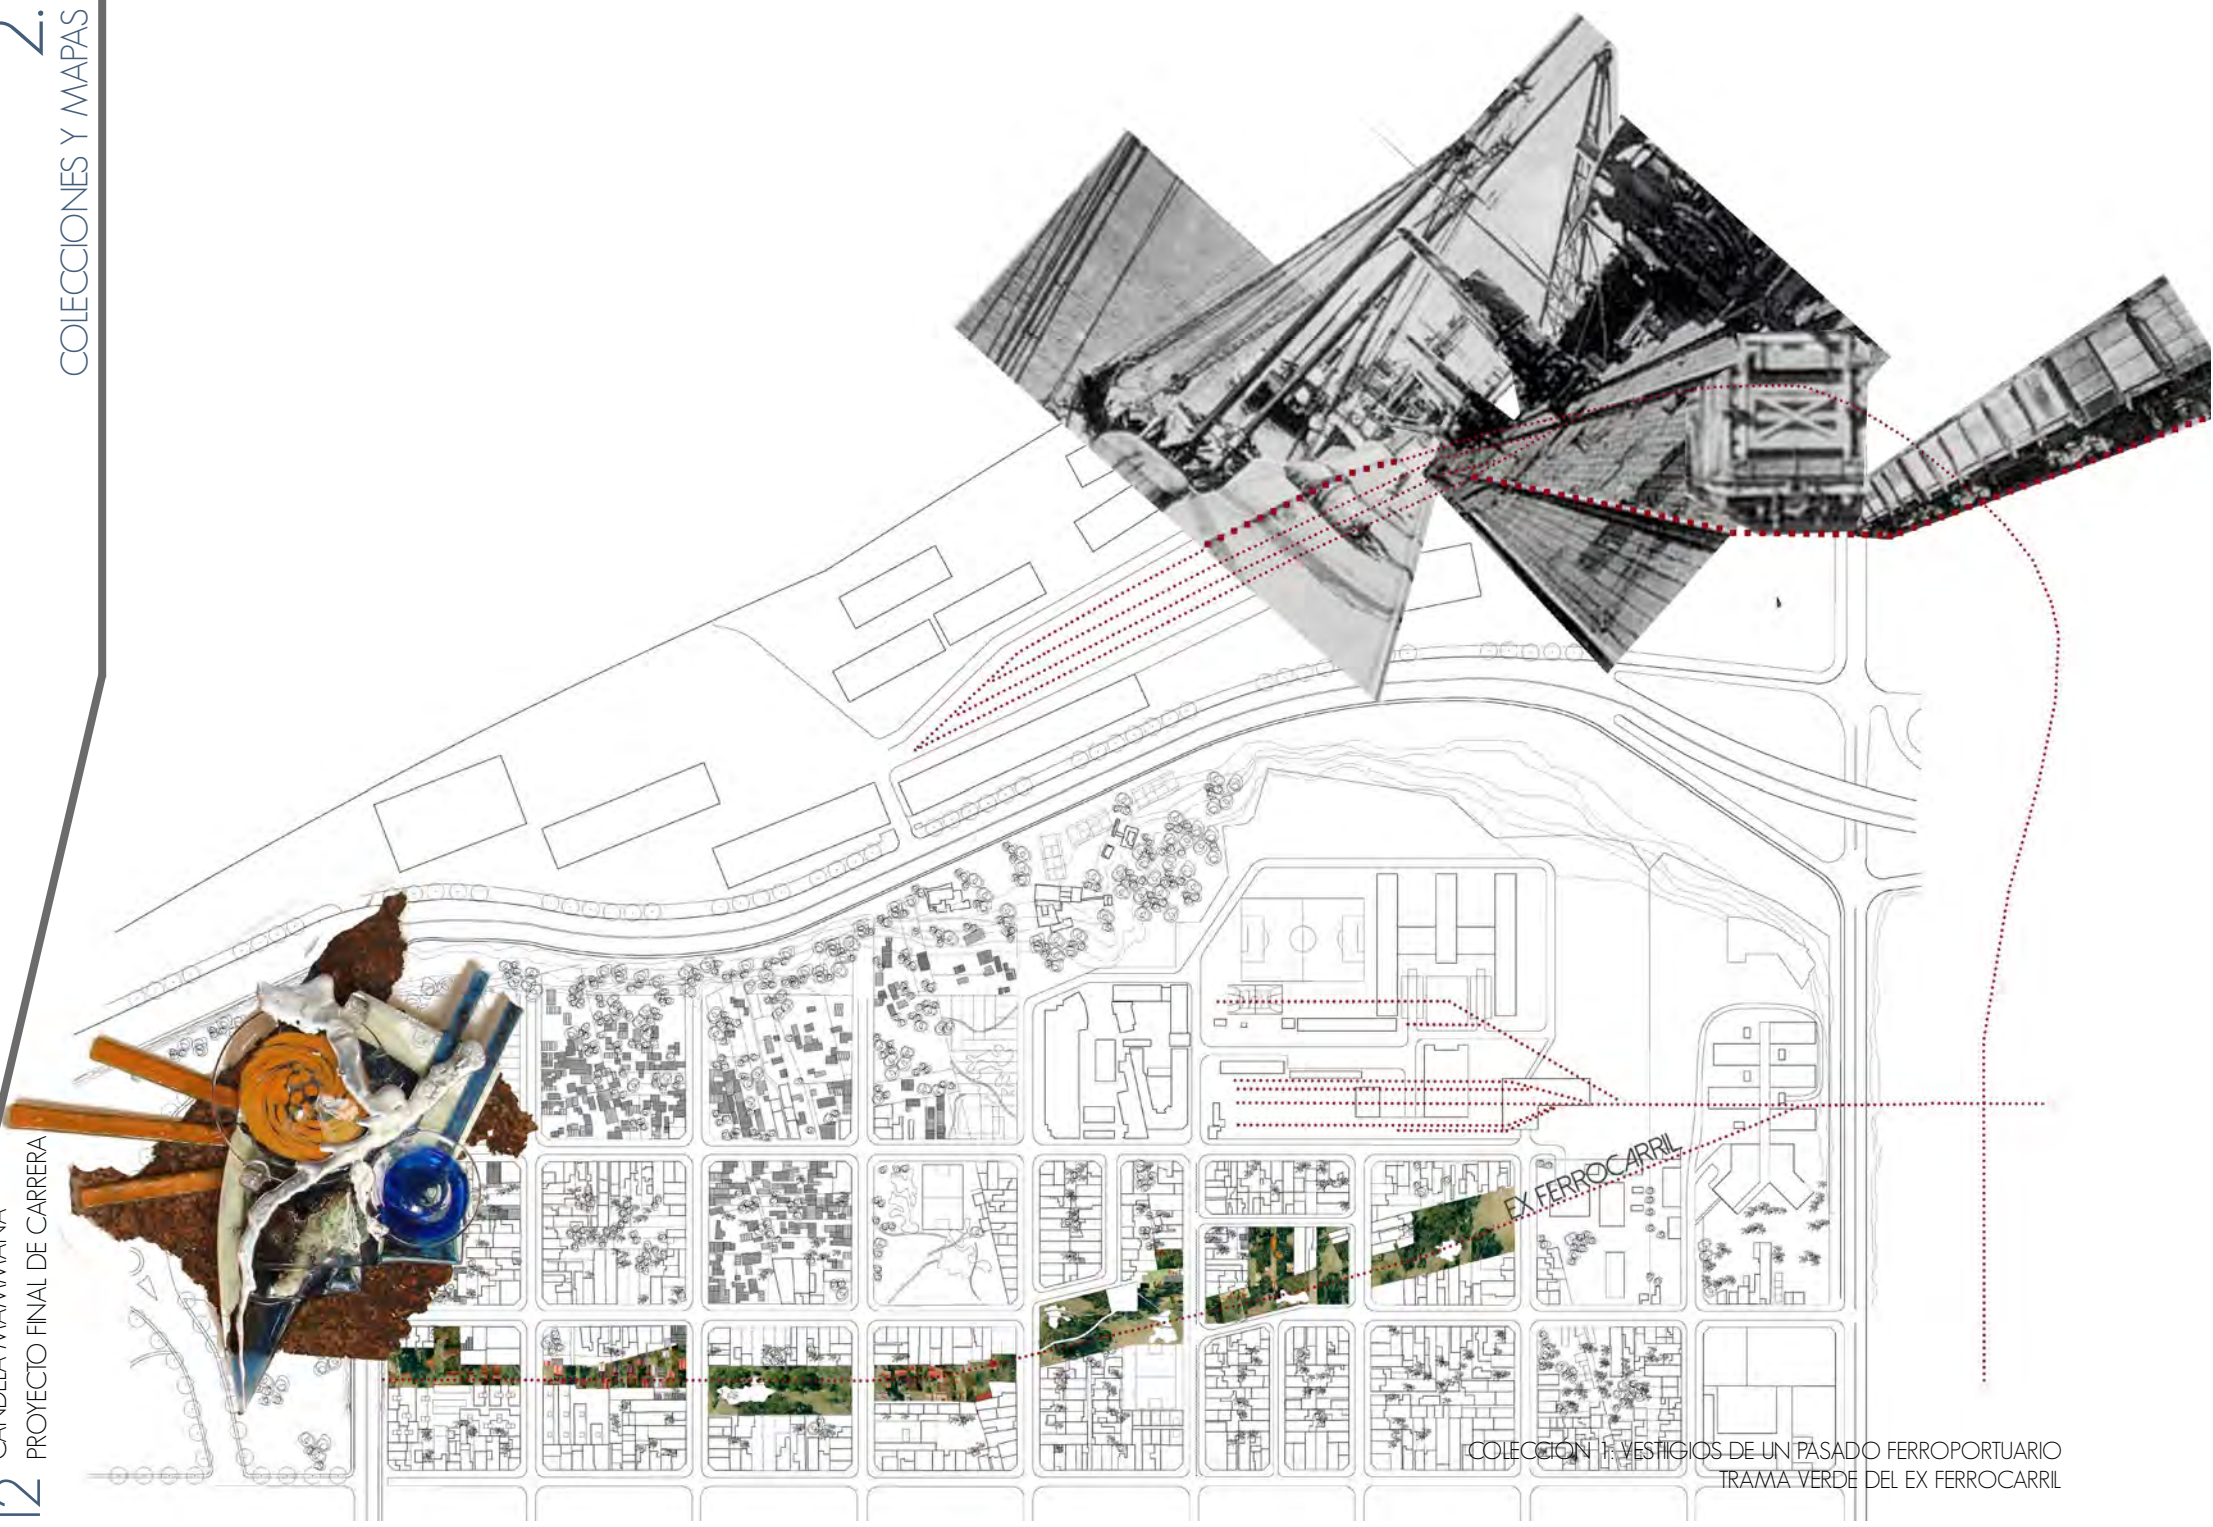 2.
COLECCIONES Y MAPAS
EX FERROCARRIL
COLECCIÓN 1: VESTIGIOS DE UN PASADO FERROPORTUARIO
TRAMA VERDE DEL EX FERROCARRIL
PROYECTO FINAL DE CARRERA
12